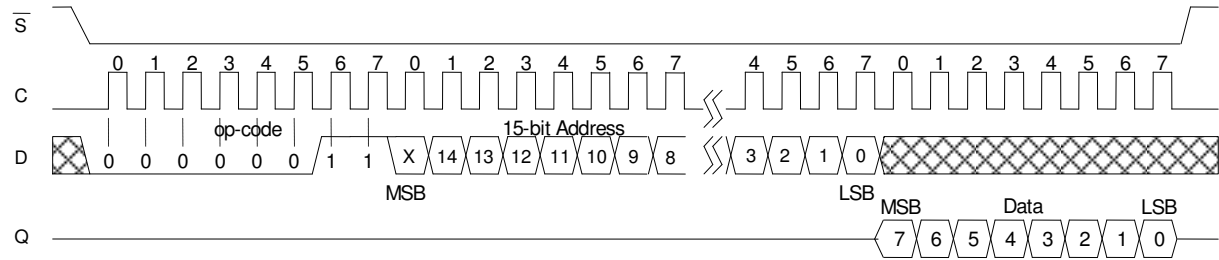 S
0 1 2 3 4 5 6 7 0 1 2 3 4 5 6 7 4 5 6 7 0 1 2 3 4 5 6 7
C
op-code 15-bit Address
D 0 0 0 0 0 0 1 1 X 14 13 12 11 10 9 8 3 2 1 0
MSB LSB
MSB Data LSB
Q 7 6 5 4 3 2 1 0